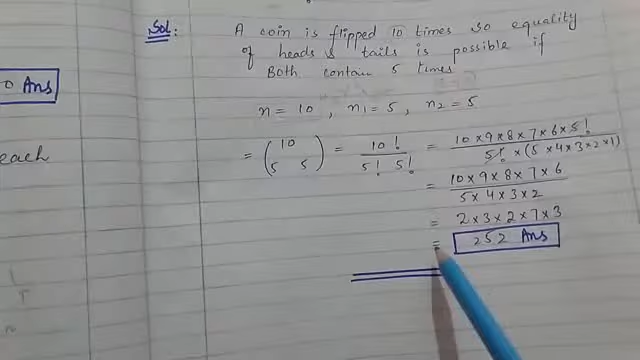 Sol:
A coin is flipped 10 times so equality
of heads & tails is possible if
Both contain 5 times
0 Ans
n = 10 , n₁ = 5 , n₂ = 5
each
= ( 10 / 5 5 ) = 10! / 5! 5! = 10×9×8×7×6×5! / 5! ×(5×4×3×2×1)
= 10×9×8×7×6 / 5×4×3×2
= 2×3×2×7×3
= 252 Ans